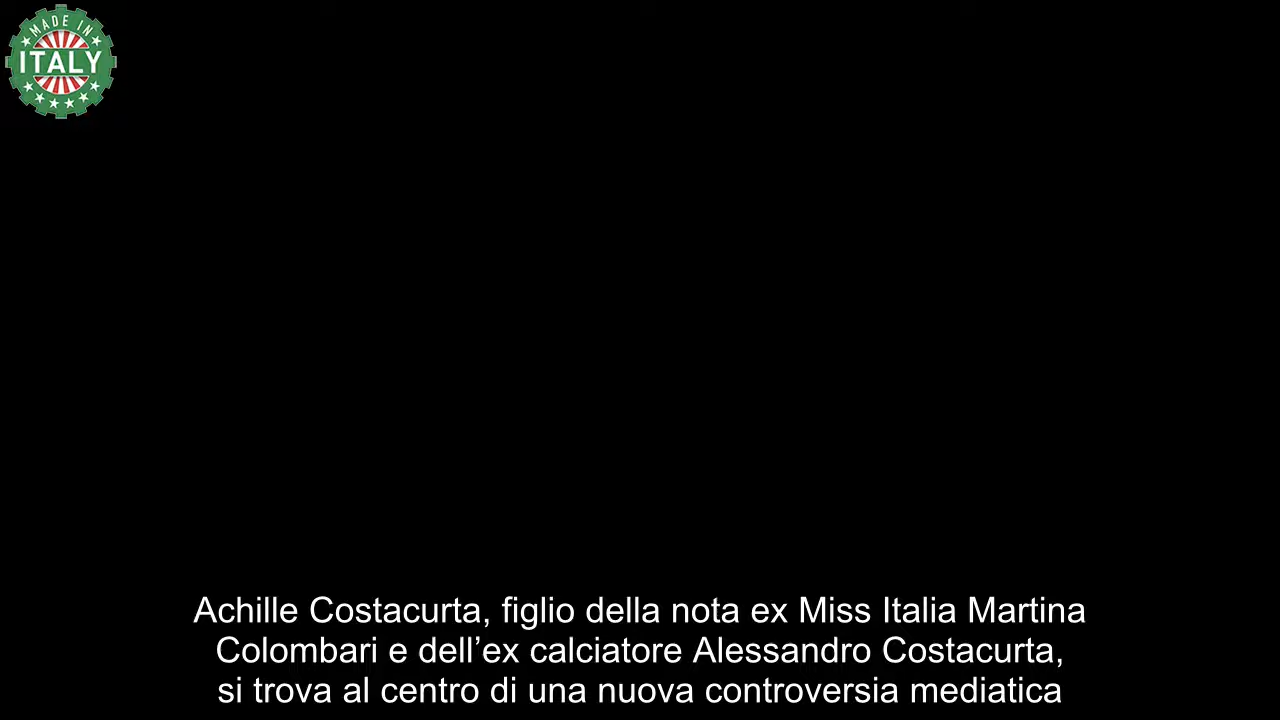 MADE IN
ITALY
Achille Costacurta, figlio della nota ex Miss Italia Martina
Colombari e dell’ex calciatore Alessandro Costacurta,
si trova al centro di una nuova controversia mediatica